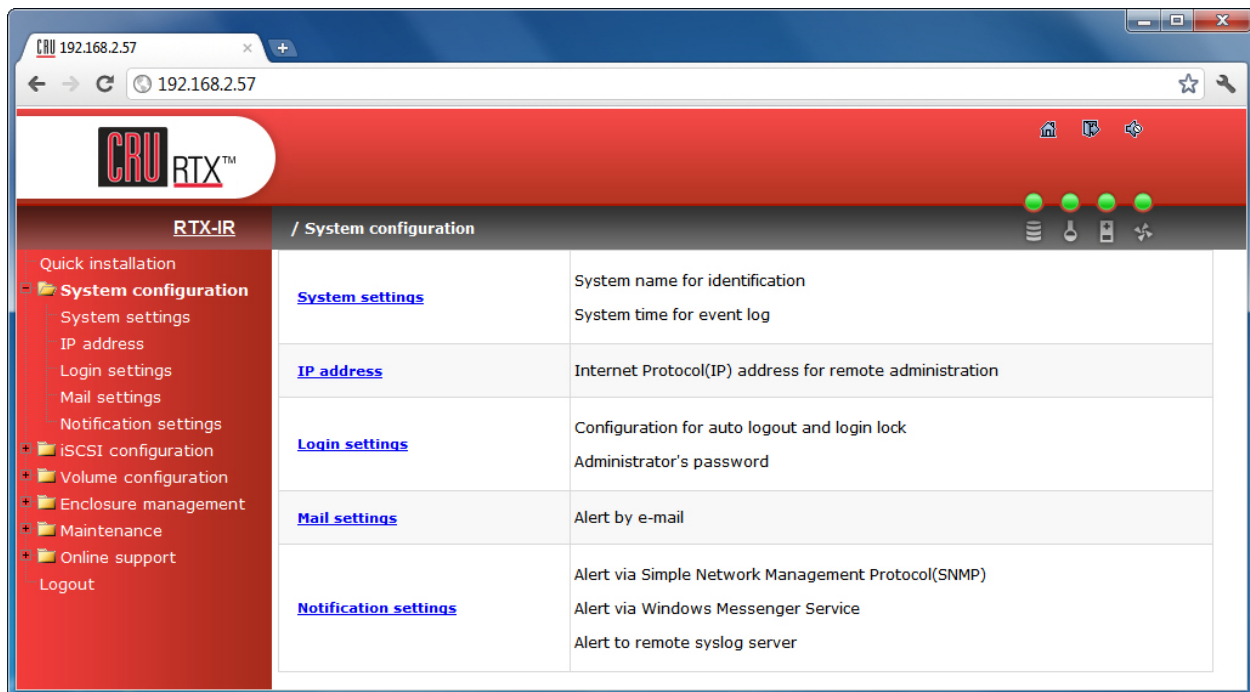 CRU 192.168.2.57
192.168.2.57
CRU RTX™
RTX-IR
/ System configuration
Quick installation
System configuration
System settings
IP address
Login settings
Mail settings
Notification settings
iSCSI configuration
Volume configuration
Enclosure management
Maintenance
Online support
Logout
System settings
System name for identification
System time for event log
IP address
Internet Protocol(IP) address for remote administration
Login settings
Configuration for auto logout and login lock
Administrator's password
Mail settings
Alert by e-mail
Notification settings
Alert via Simple Network Management Protocol(SNMP)
Alert via Windows Messenger Service
Alert to remote syslog server